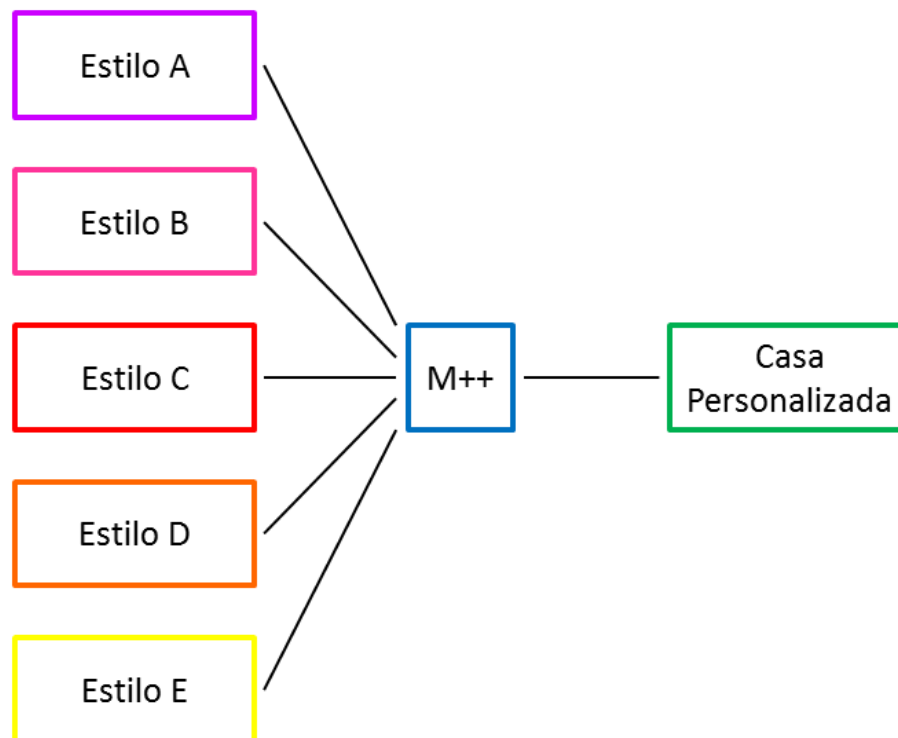 Estilo A
Estilo B
Estilo C
Estilo D
Estilo E
M++
Casa
Personalizada